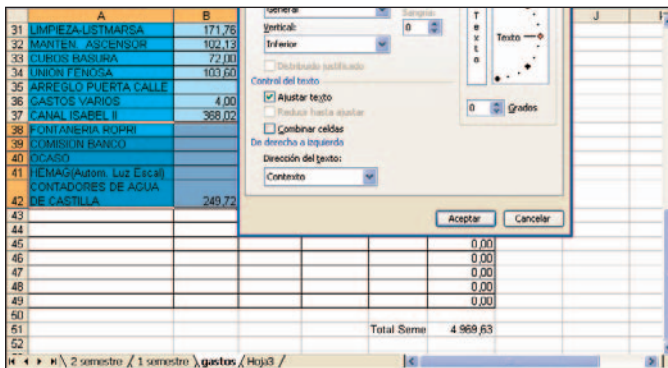 A B J
31 LIMPIEZA-LISTMARSA 171,76
32 MANTEN. ASCENSOR 102,13
33 CUBOS BASURA 72,00
34 UNION FENOSA 103,60
35 ARREGLO PUERTA CALLE
36 GASTOS VARIOS 4,00
37 CANAL ISABEL II 368,02
38 FONTANERIA ROPRI
39 COMISION BANCO
40 OCASO
41 HEMAG(Autom. Luz Escal)
CONTADORES DE AGUA
42 DE CASTILLA 249,72
43
44
45 0,00
46 0,00
47 0,00
48 0,00
49 0,00
50
51 Total Seme 4.969,63
52
General
Sangría:
Vertical:
0
Inferior
Distribuido justificado
Control del texto
Ajustar texto
Reducir hasta ajustar
Combinar celdas
De derecha a izquierda
Dirección del texto:
Contexto
Texto
Texto
0 Grados
Aceptar Cancelar
2 semestre / 1 semestre gastos Hoja3